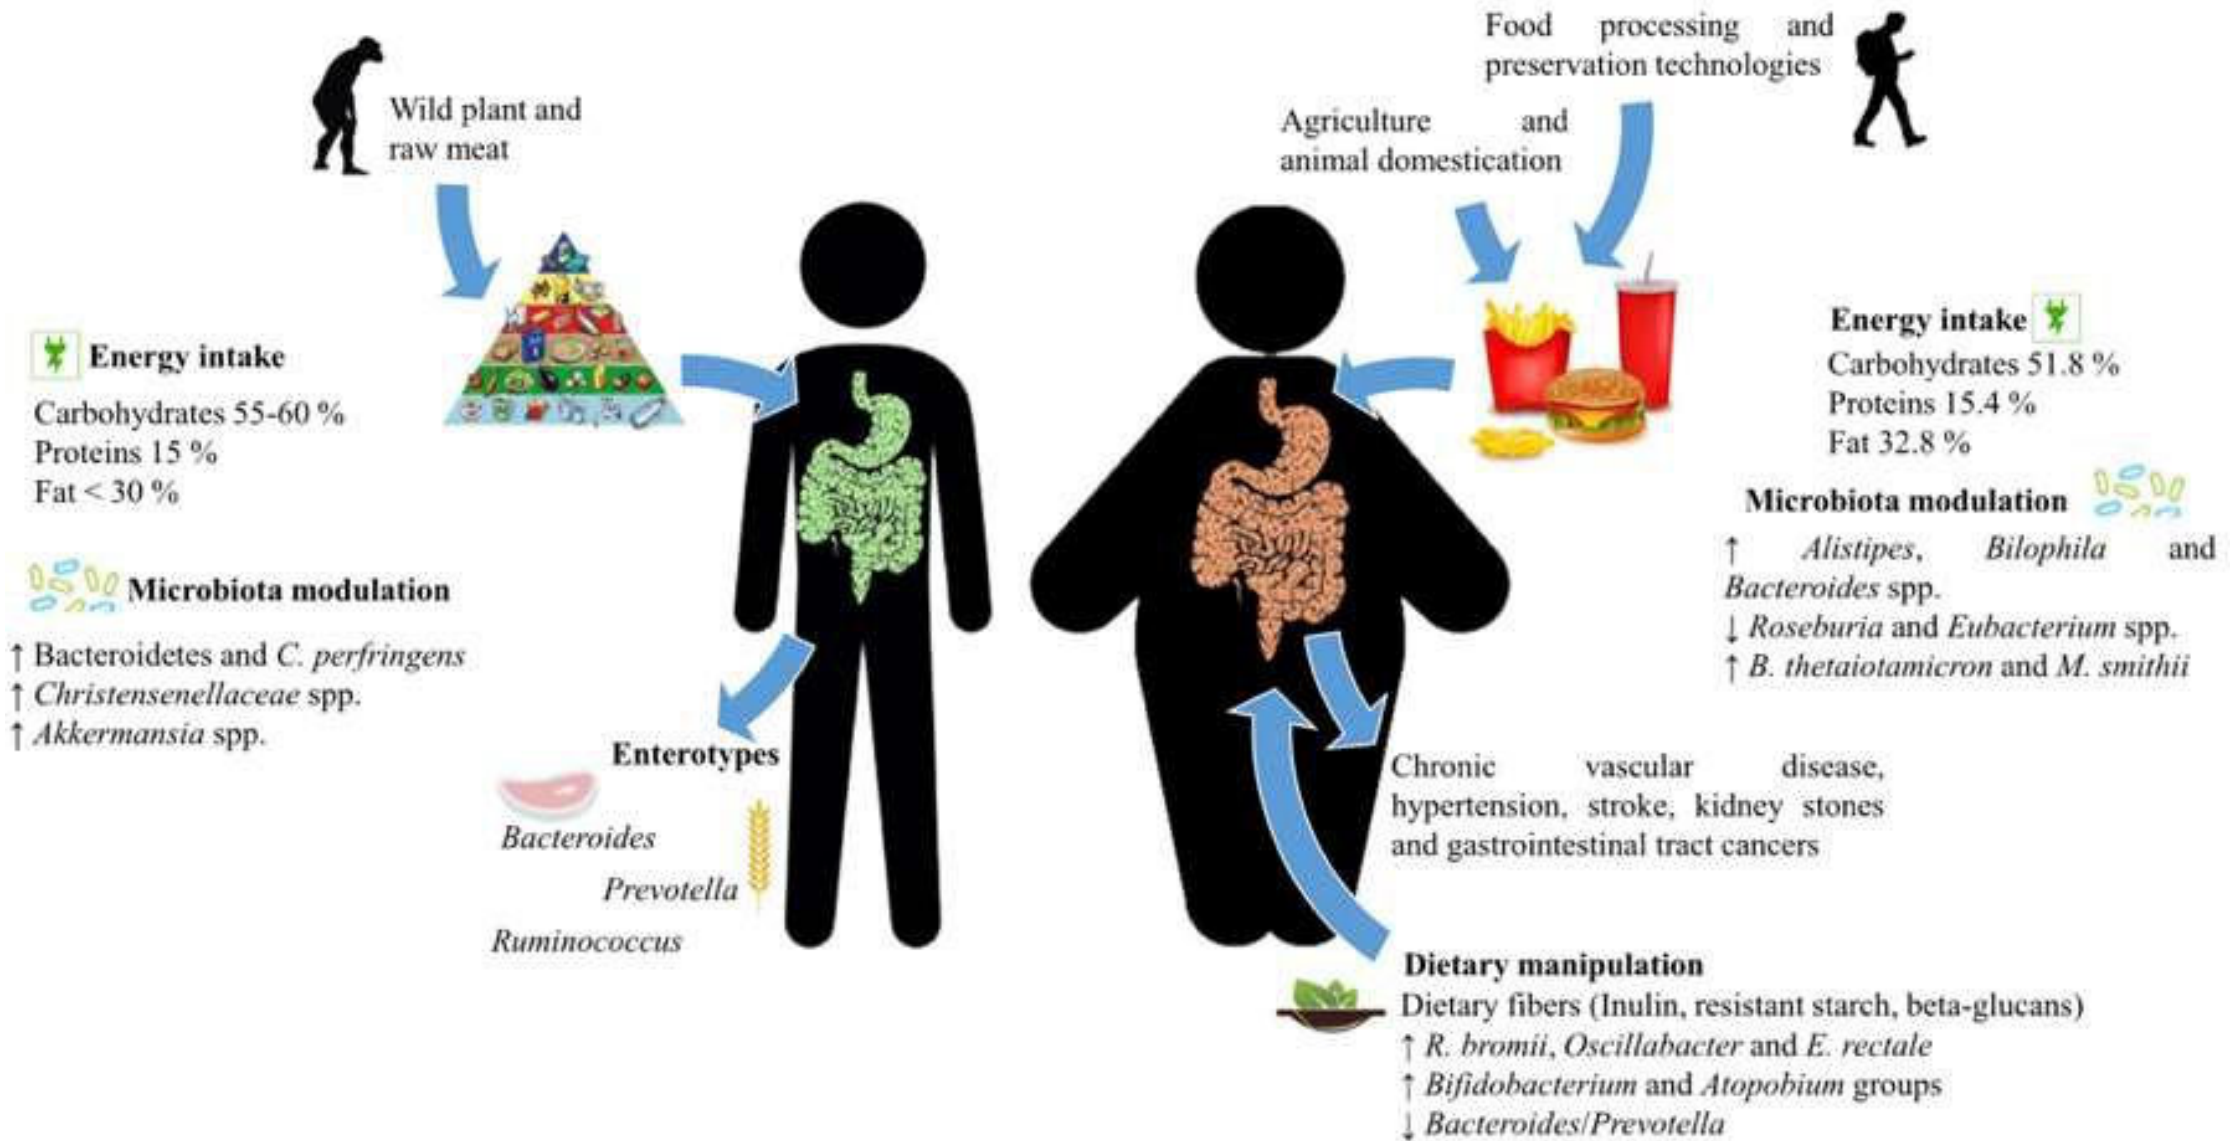 Wild plant and
raw meat
Energy intake
Carbohydrates 55-60 %
Proteins 15 %
Fat < 30 %
Microbiota modulation
↑ Bacteroidetes and C. perfringens
↑ Christensenellaceae spp.
↑ Akkermansia spp.
Enterotypes
Bacteroides
Prevotella
Ruminococcus
Food processing and
preservation technologies
Agriculture and
animal domestication
Energy intake
Carbohydrates 51.8 %
Proteins 15.4 %
Fat 32.8 %
Microbiota modulation
↑ Alistipes, Bilophila and
Bacteroides spp.
↓ Roseburia and Eubacterium spp.
↑ B. thetaiotamicron and M. smithii
Chronic vascular disease,
hypertension, stroke, kidney stones
and gastrointestinal tract cancers
Dietary manipulation
Dietary fibers (Inulin, resistant starch, beta-glucans)
↑ R. bromii, Oscillabacter and E. rectale
↑ Bifidobacterium and Atopobium groups
↓ Bacteroides/Prevotella